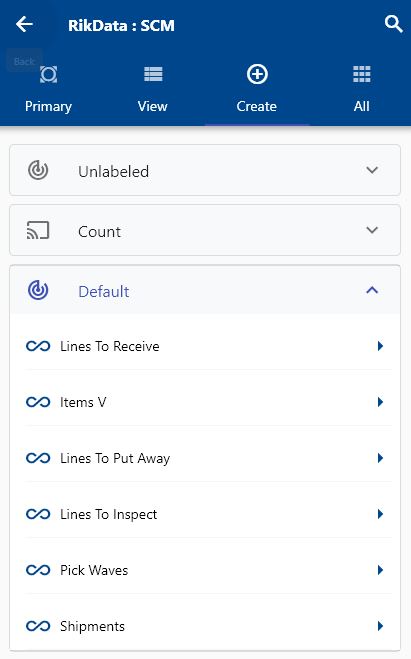 RikData : SCM
Back
Primary
View
Create
All
Unlabeled
Count
Default
Lines To Receive
Items V
Lines To Put Away
Lines To Inspect
Pick Waves
Shipments